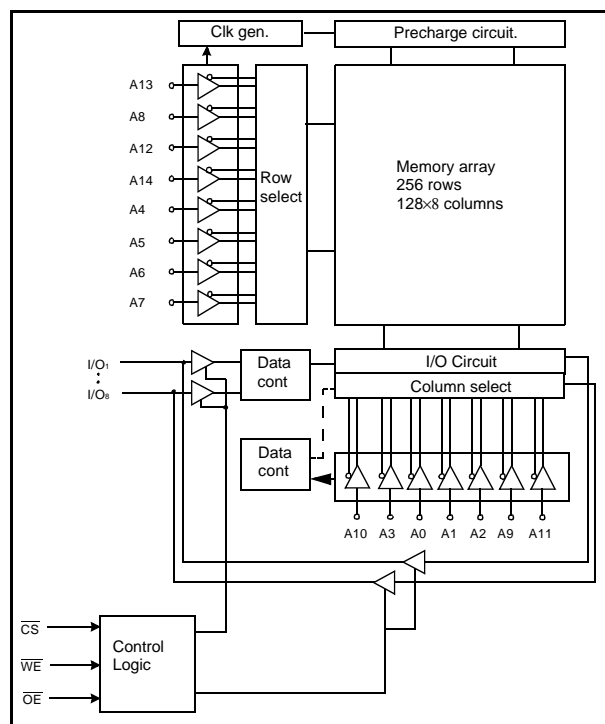 Clk gen.
Precharge circuit.
A13
A8
A12
A14
A4
A5
A6
A7
Row
select
Memory array
256 rows
128×8 columns
I/O1
I/O8
Data
cont
I/O Circuit
Column select
Data
cont
A10 A3 A0 A1 A2 A9 A11
CS
WE
OE
Control
Logic